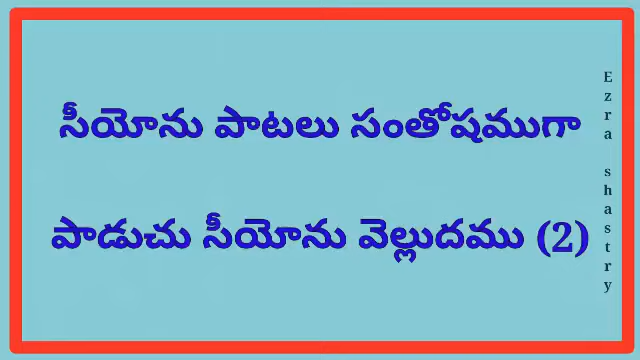 సీయోను పాటలు సంతోషముగా
పాడుచు సీయోను వెల్లుదము (2)
Ezra shastry